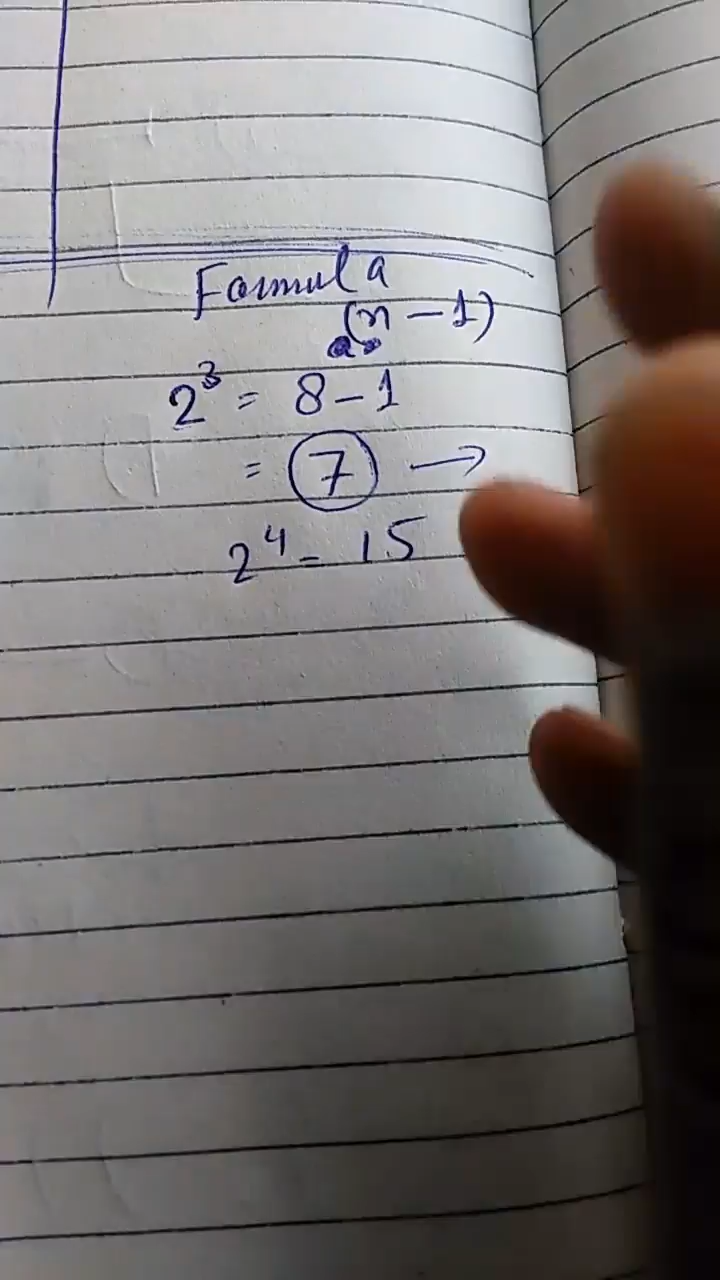 Formula
(n - 1)
2³ = 8 - 1
= 7 →
2⁴ = 15